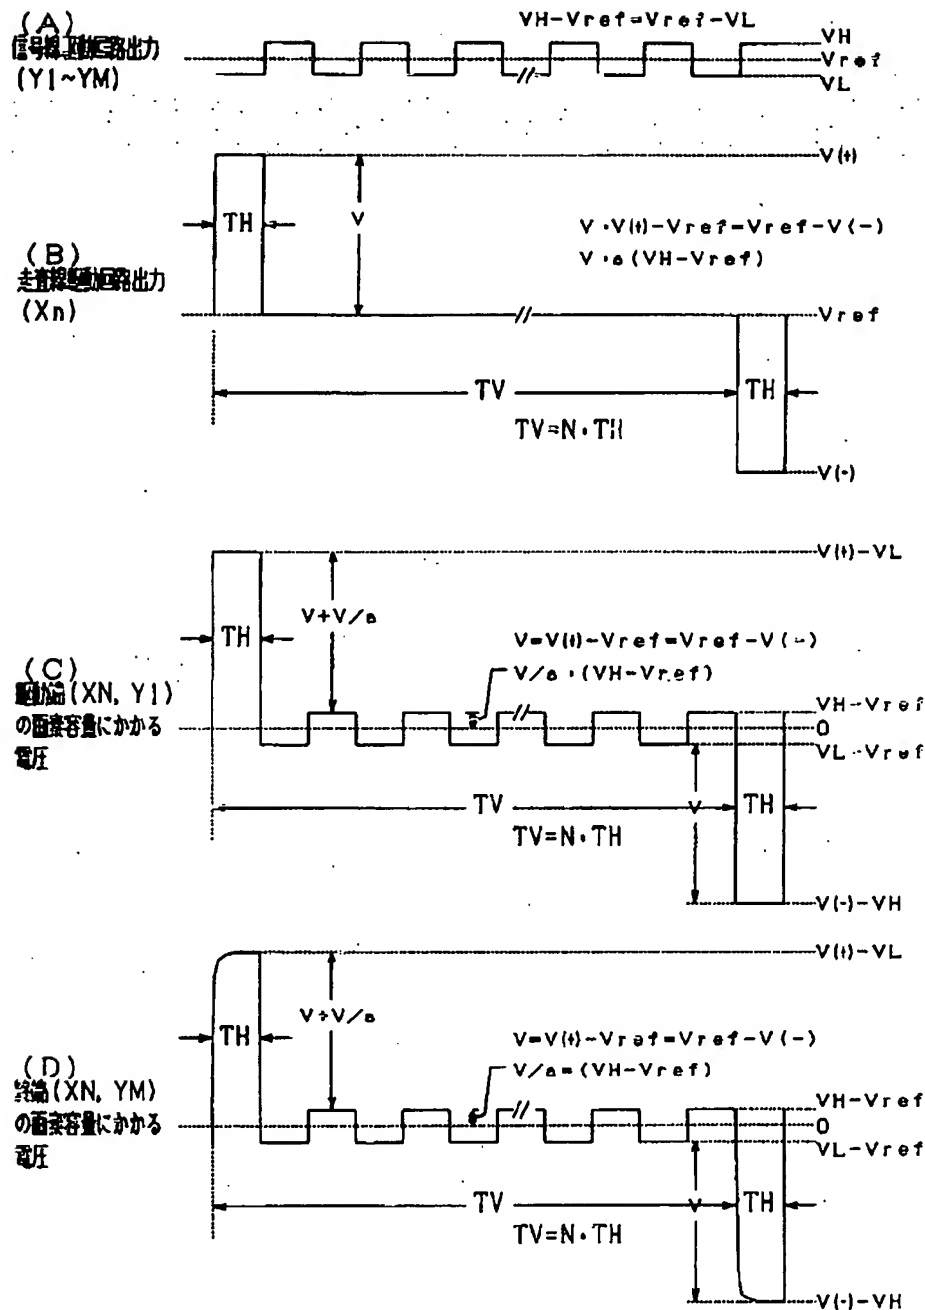 (A)
信号線駆動回路出力
(Y1~YM)
VH-Vref=Vref-VL
VH
Vref
VL
(B)
走査線駆動回路出力
(Xn)
V(+)
TH
V
V・V(+)-Vref=Vref-V(-)
V・a(VH-Vref)
Vref
TV
TH
TV=N・TH
V(-)
(C)
駆動端(XN, Y1)
の画素容量にかかる
電圧
V(+)-VL
TH
V+V/a
V=V(+)-Vref=Vref-V(-)
V/a・(VH-Vref)
VH-Vref
0
VL-Vref
TV
V
TH
TV=N・TH
V(-)-VH
(D)
終端(XN, YM)
の画素容量にかかる
電圧
V(+)-VL
TH
V+V/a
V=V(+)-Vref=Vref-V(-)
V/a=(VH-Vref)
VH-Vref
0
VL-Vref
TV
V
TH
TV=N・TH
V(-)-VH